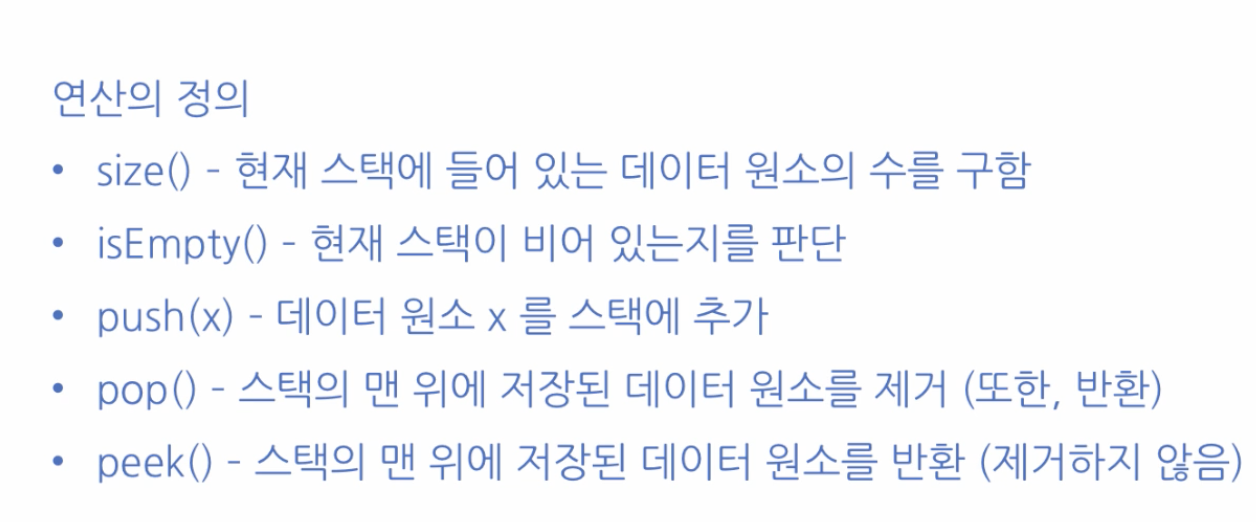 연산의 정의
• size() - 현재 스택에 들어 있는 데이터 원소의 수를 구함
• isEmpty() - 현재 스택이 비어 있는지를 판단
• push(x) - 데이터 원소 x 를 스택에 추가
• pop() - 스택의 맨 위에 저장된 데이터 원소를 제거 (또한, 반환)
• peek() - 스택의 맨 위에 저장된 데이터 원소를 반환 (제거하지 않음)